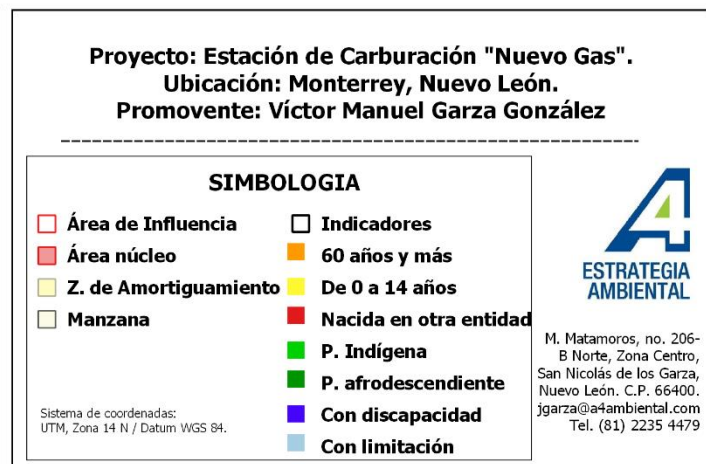 Proyecto: Estación de Carburación "Nuevo Gas".
Ubicación: Monterrey, Nuevo León.
Promovente: Víctor Manuel Garza González
SIMBOLOGIA
Área de Influencia
Área núcleo
Z. de Amortiguamiento
Manzana
Indicadores
60 años y más
De 0 a 14 años
Nacida en otra entidad
P. Indígena
P. afrodescendiente
Con discapacidad
Con limitación
Sistema de coordenadas:
UTM, Zona 14 N / Datum WGS 84.
A4
ESTRATEGIA
AMBIENTAL
M. Matamoros, no. 206-
B Norte, Zona Centro,
San Nicolás de los Garza,
Nuevo León. C.P. 66400.
jgarza@a4ambiental.com
Tel. (81) 2235 4479